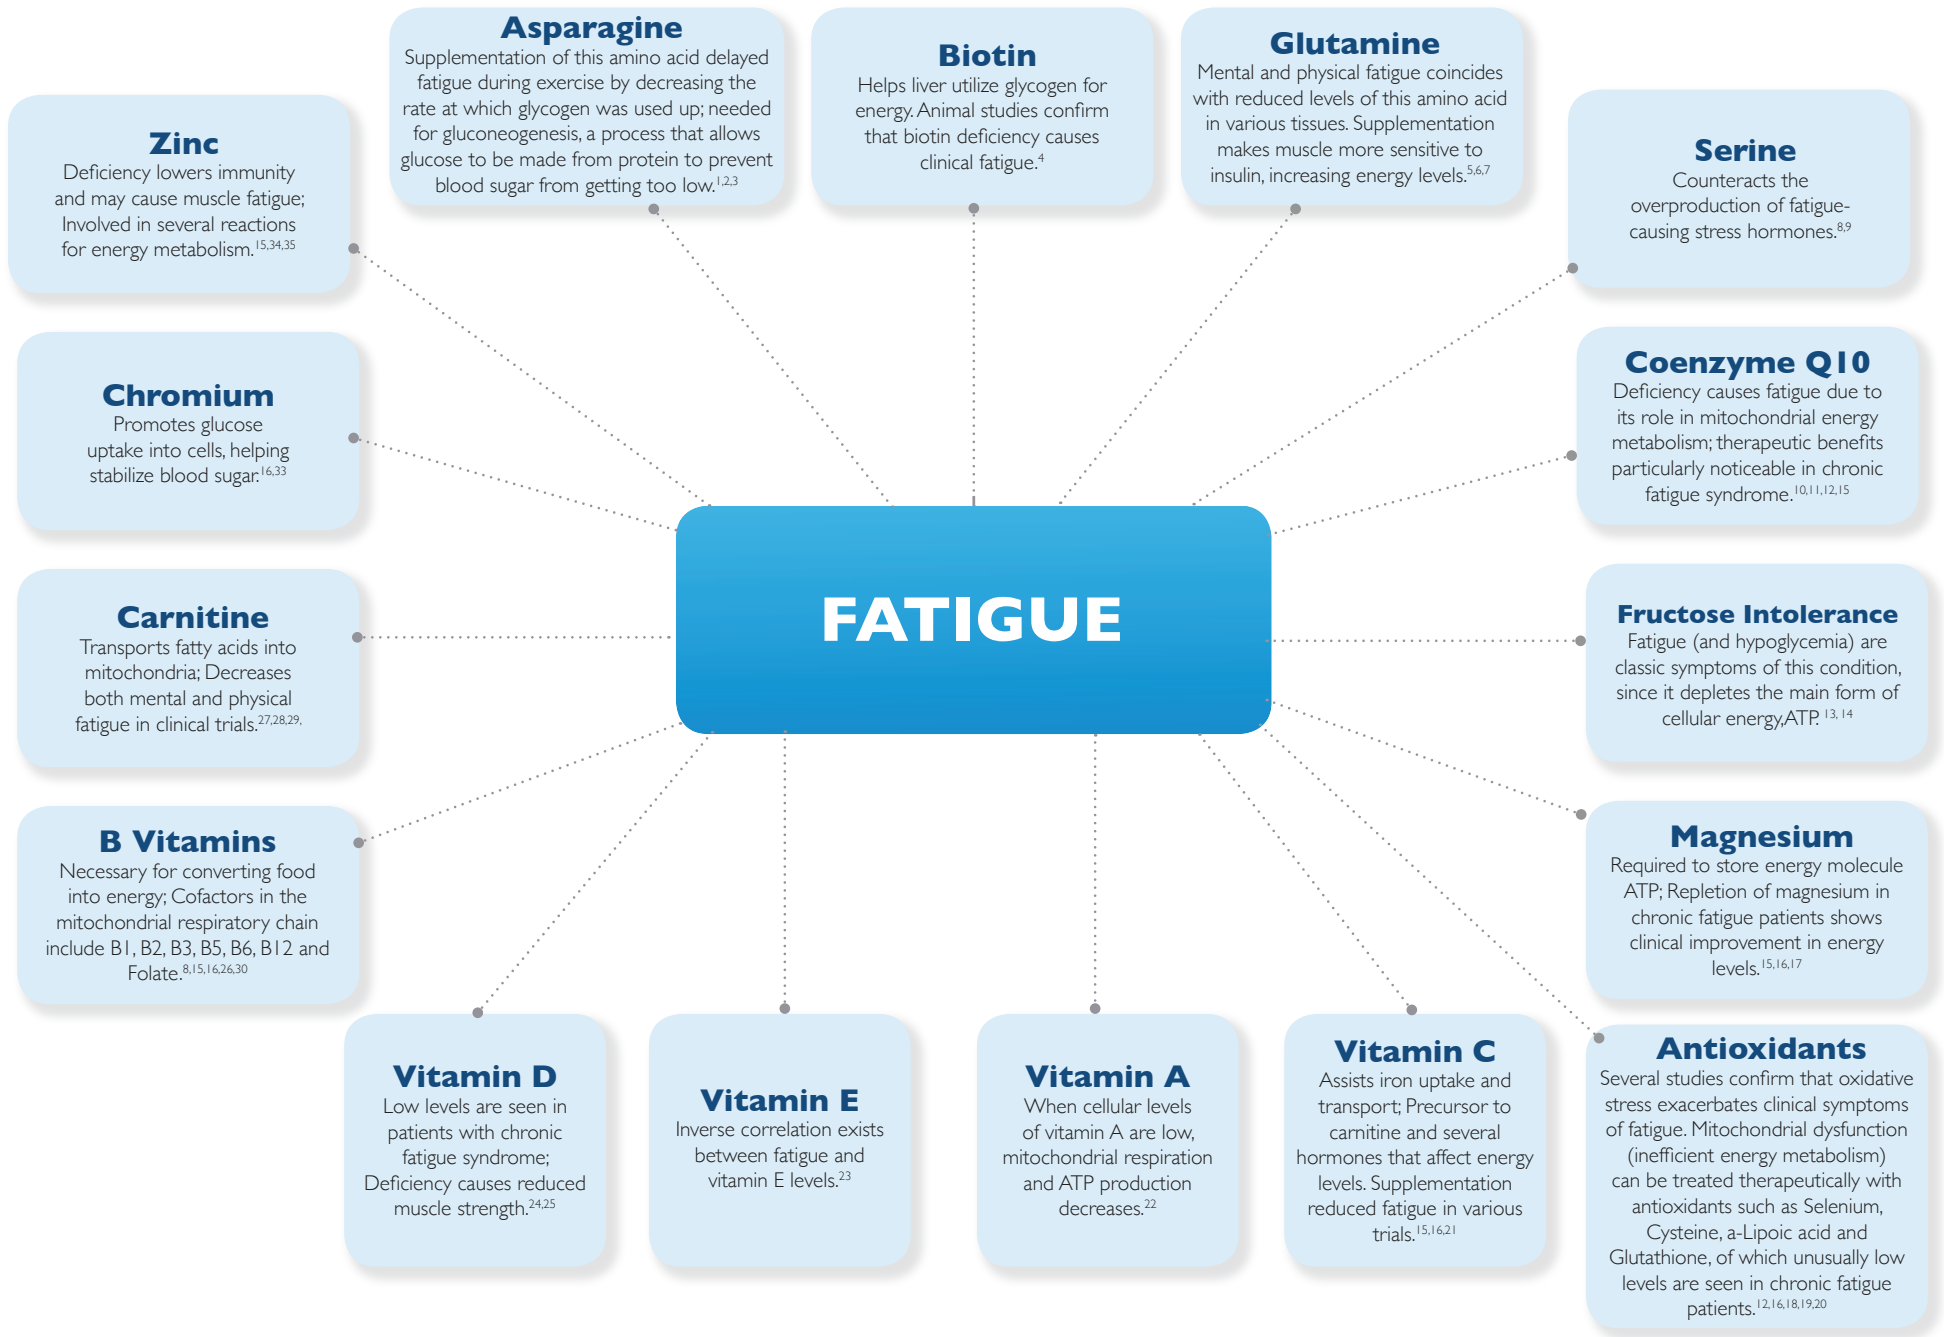 Asparagine
Supplementation of this amino acid delayed
fatigue during exercise by decreasing the
rate at which glycogen was used up; needed
for gluconeogenesis, a process that allows
glucose to be made from protein to prevent
blood sugar from getting too low.1,2,3
Biotin
Helps liver utilize glycogen for
energy. Animal studies confirm
that biotin deficiency causes
clinical fatigue.4
Glutamine
Mental and physical fatigue coincides
with reduced levels of this amino acid
in various tissues. Supplementation
makes muscle more sensitive to
insulin, increasing energy levels.5,6,7
Serine
Counteracts the
overproduction of fatigue-
causing stress hormones.8,9
Zinc
Deficiency lowers immunity
and may cause muscle fatigue;
Involved in several reactions
for energy metabolism.15,34,35
Chromium
Promotes glucose
uptake into cells, helping
stabilize blood sugar.16,33
Coenzyme Q10
Deficiency causes fatigue due to
its role in mitochondrial energy
metabolism; therapeutic benefits
particularly noticeable in chronic
fatigue syndrome.10,11,12,15
FATIGUE
Carnitine
Transports fatty acids into
mitochondria; Decreases
both mental and physical
fatigue in clinical trials.27,28,29,
Fructose Intolerance
Fatigue (and hypoglycemia) are
classic symptoms of this condition,
since it depletes the main form of
cellular energy,ATP. 13, 14
B Vitamins
Necessary for converting food
into energy; Cofactors in the
mitochondrial respiratory chain
include B1, B2, B3, B5, B6, B12 and
Folate.8,15,16,26,30
Magnesium
Required to store energy molecule
ATP; Repletion of magnesium in
chronic fatigue patients shows
clinical improvement in energy
levels.15,16,17
Vitamin D
Low levels are seen in
patients with chronic
fatigue syndrome;
Deficiency causes reduced
muscle strength.24,25
Vitamin E
Inverse correlation exists
between fatigue and
vitamin E levels.23
Vitamin A
When cellular levels
of vitamin A are low,
mitochondrial respiration
and ATP production
decreases.22
Vitamin C
Assists iron uptake and
transport; Precursor to
carnitine and several
hormones that affect energy
levels. Supplementation
reduced fatigue in various
trials.15,16,21
Antioxidants
Several studies confirm that oxidative
stress exacerbates clinical symptoms
of fatigue. Mitochondrial dysfunction
(inefficient energy metabolism)
can be treated therapeutically with
antioxidants such as Selenium,
Cysteine, a-Lipoic acid and
Glutathione, of which unusually low
levels are seen in chronic fatigue
patients.12,16,18,19,20